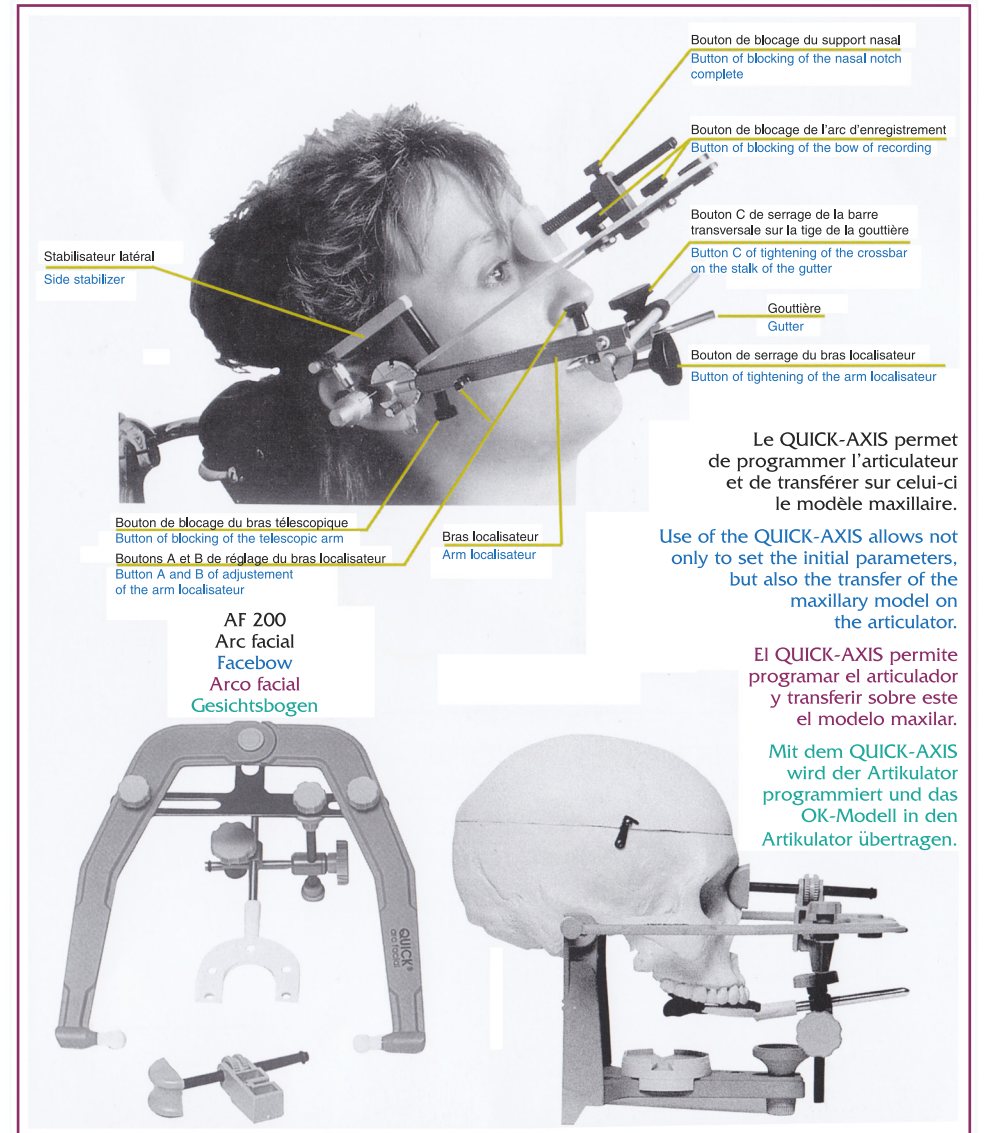 Bouton de blocage du support nasal
Button of blocking of the nasal notch
complete
Bouton de blocage de l'arc d'enregistrement
Button of blocking of the bow of recording
Bouton C de serrage de la barre
transversale sur la tige de la gouttière
Button C of tightening of the crossbar
on the stalk of the gutter
Stabilisateur latéral
Side stabilizer
Gouttière
Gutter
Bouton de serrage du bras localisateur
Button of tightening of the arm localisateur
Bouton de blocage du bras télescopique
Button of blocking of the telescopic arm
Boutons A et B de réglage du bras localisateur
Button A and B of adjustement
of the arm localisateur
Bras localisateur
Arm localisateur
Le QUICK-AXIS permet
de programmer l'articulateur
et de transférer sur celui-ci
le modèle maxillaire.
Use of the QUICK-AXIS allows not
only to set the initial parameters,
but also the transfer of the
maxillary model on
the articulator.
El QUICK-AXIS permite
programar el articulador
y transferir sobre este
el modelo maxilar.
Mit dem QUICK-AXIS
wird der Artikulator
programmiert und das
OK-Modell in den
Artikulator übertragen.
AF 200
Arc facial
Facebow
Arco facial
Gesichtsbogen
QUICK®
arc facial